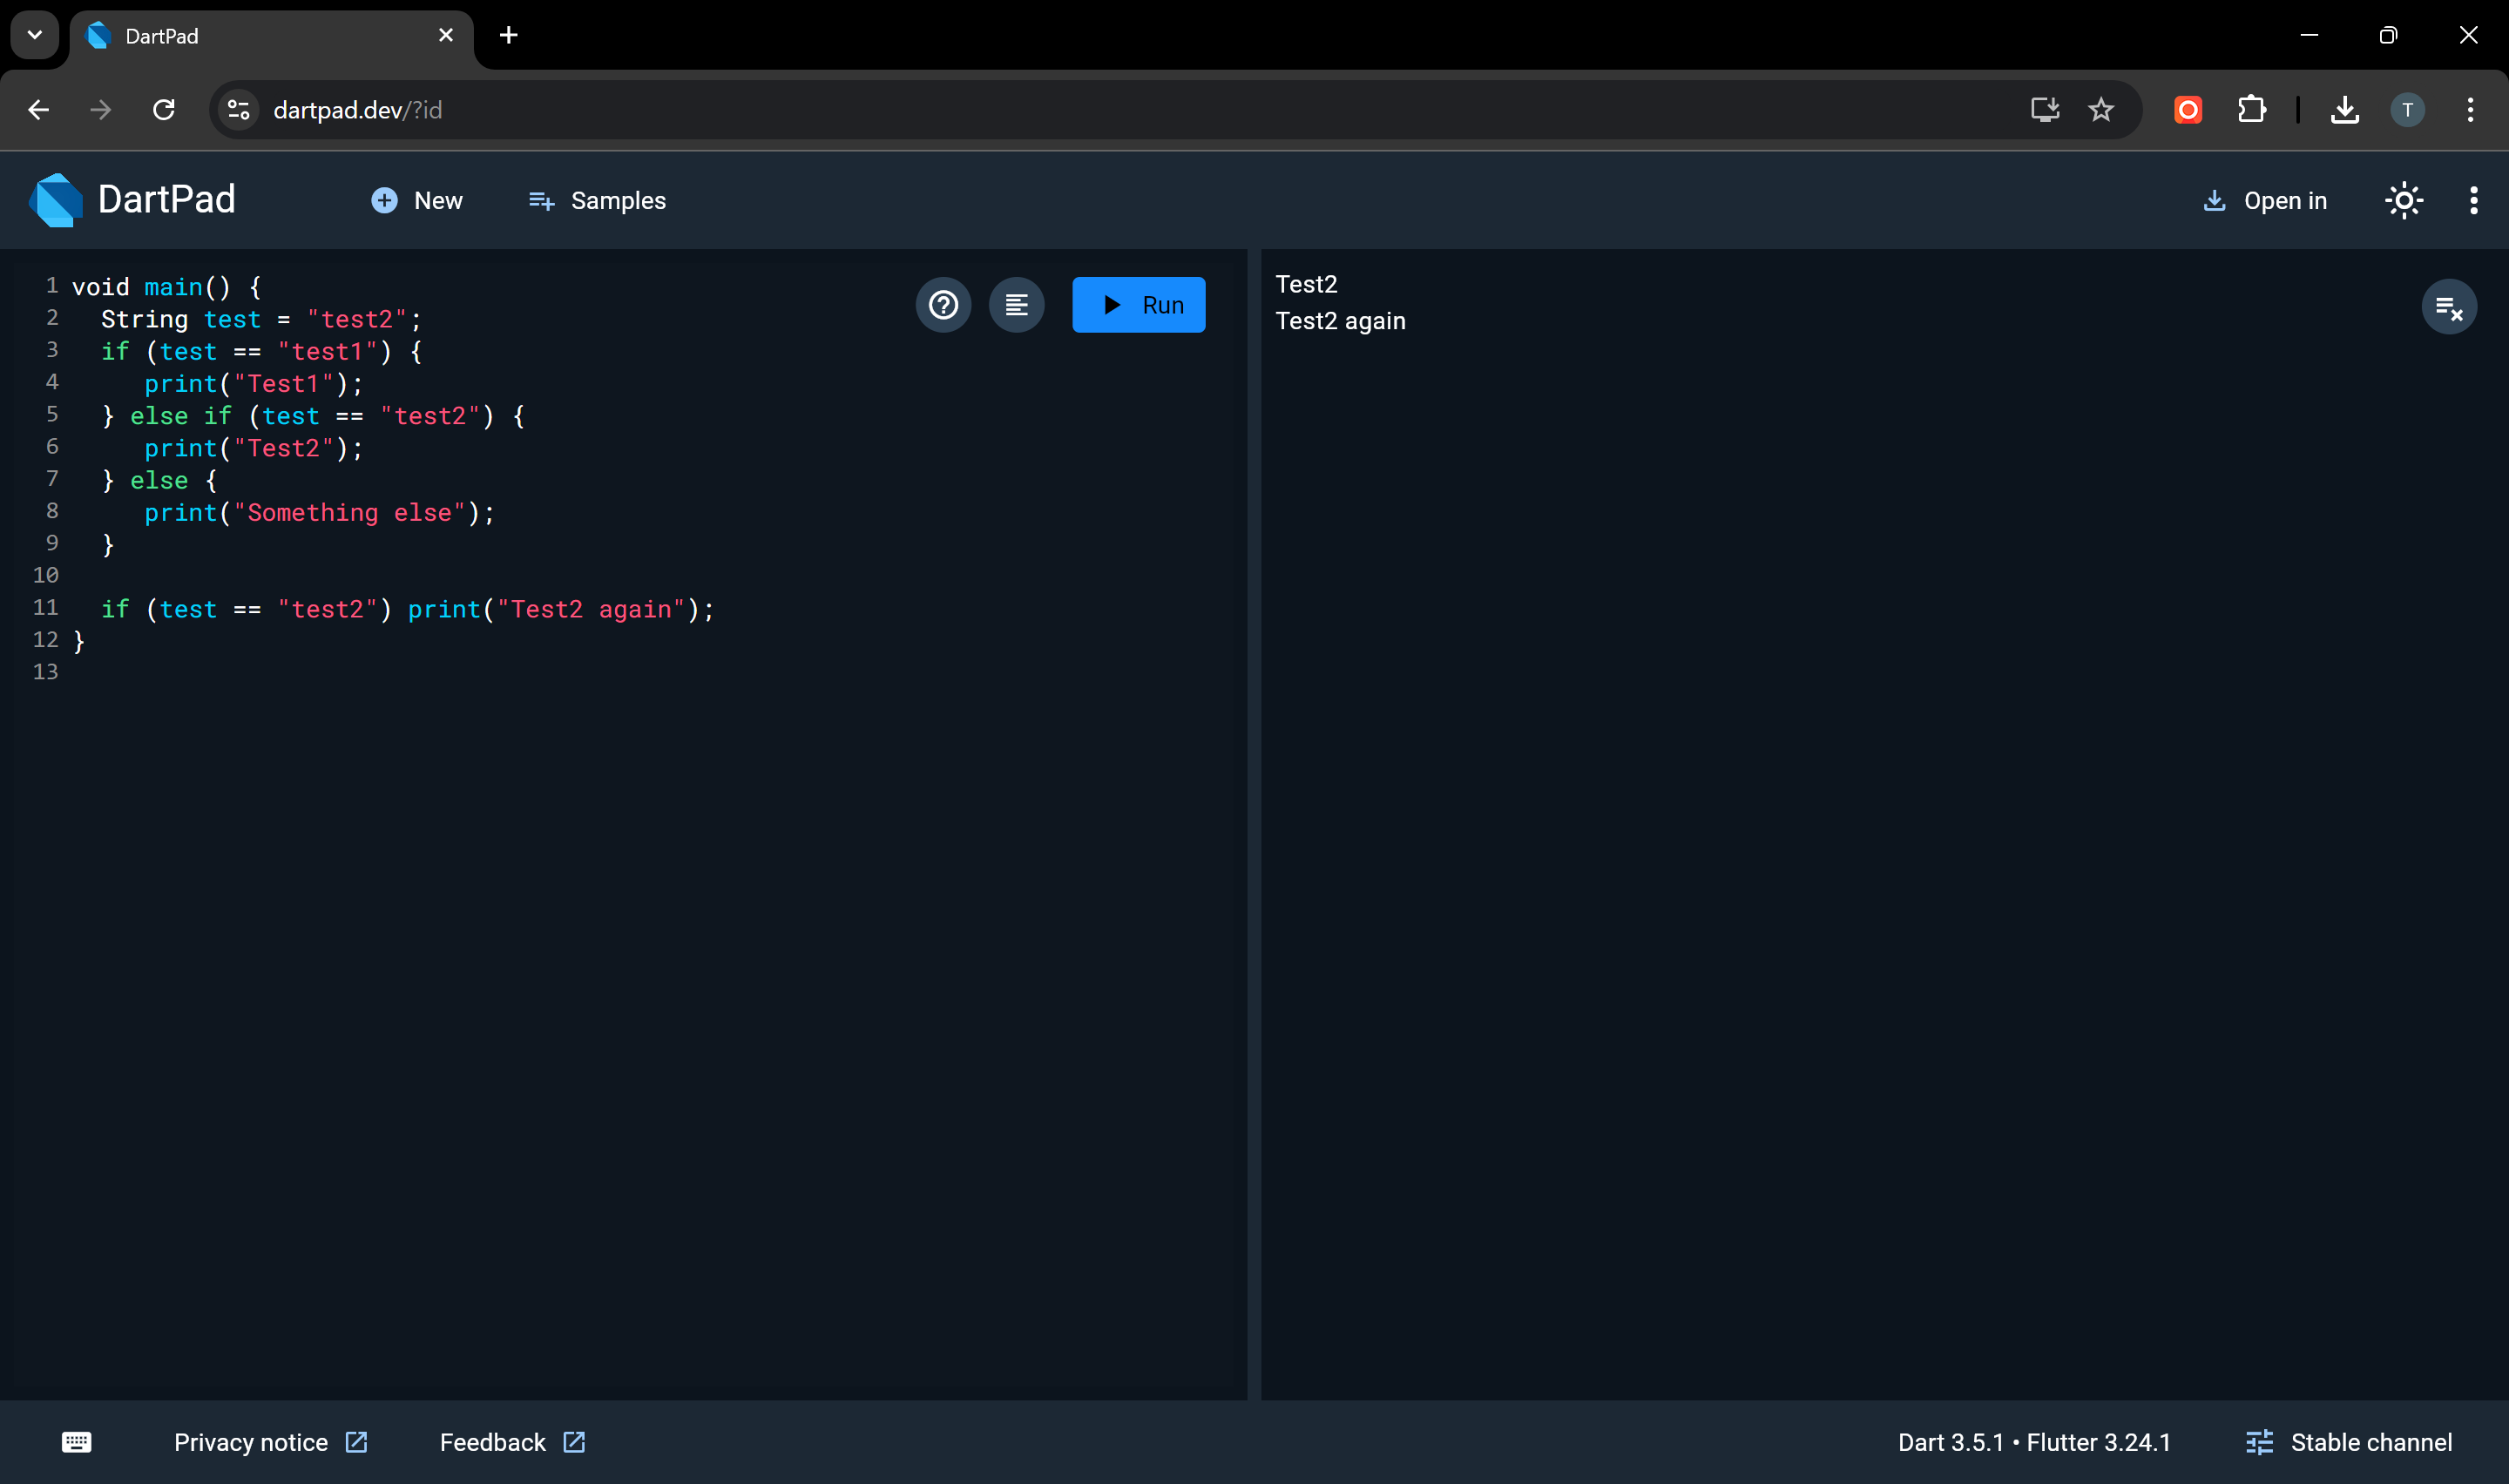 DartPad
dartpad.dev/?id
T
DartPad
New
Samples
Open in
1 void main() {
2   String test = "test2";
3   if (test == "test1") {
4      print("Test1");
5   } else if (test == "test2") {
6      print("Test2");
7   } else {
8      print("Something else");
9   }
10
11   if (test == "test2") print("Test2 again");
12 }
13
Run
Test2
Test2 again
Privacy notice
Feedback
Dart 3.5.1 • Flutter 3.24.1
Stable channel